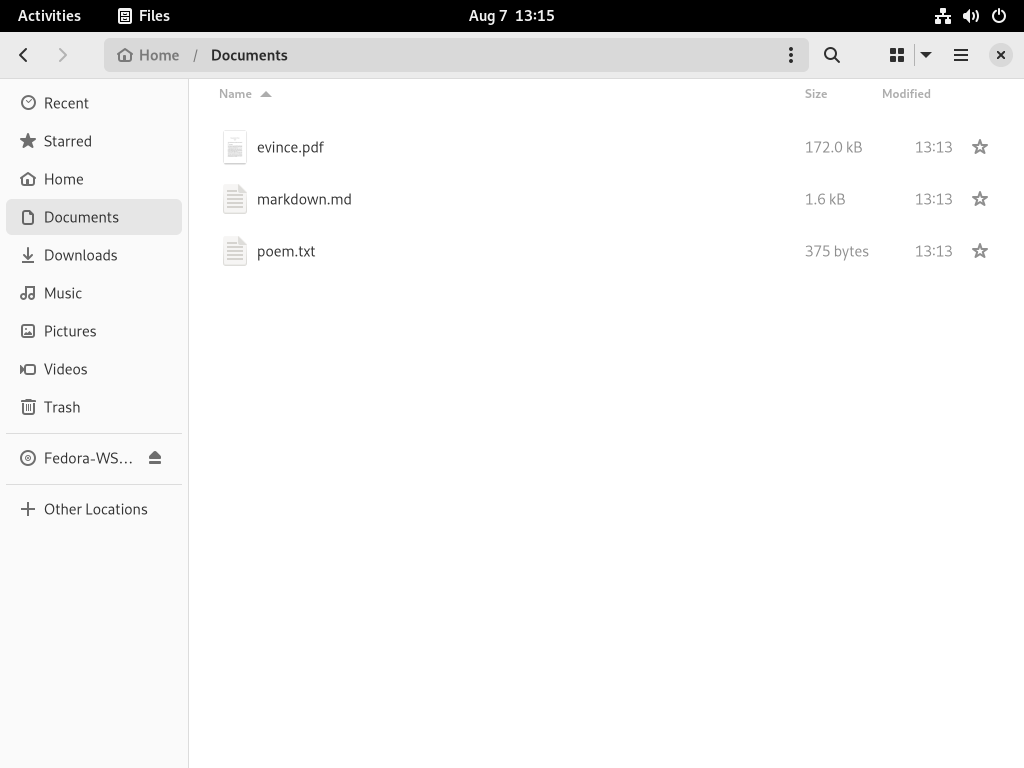 Activities Files Aug 7 13:15
Home / Documents
Name Size Modified
Recent
Starred
Home
Documents
Downloads
Music
Pictures
Videos
Trash
Fedora-WS…
Other Locations
evince.pdf 172.0 kB 13:13
markdown.md 1.6 kB 13:13
poem.txt 375 bytes 13:13